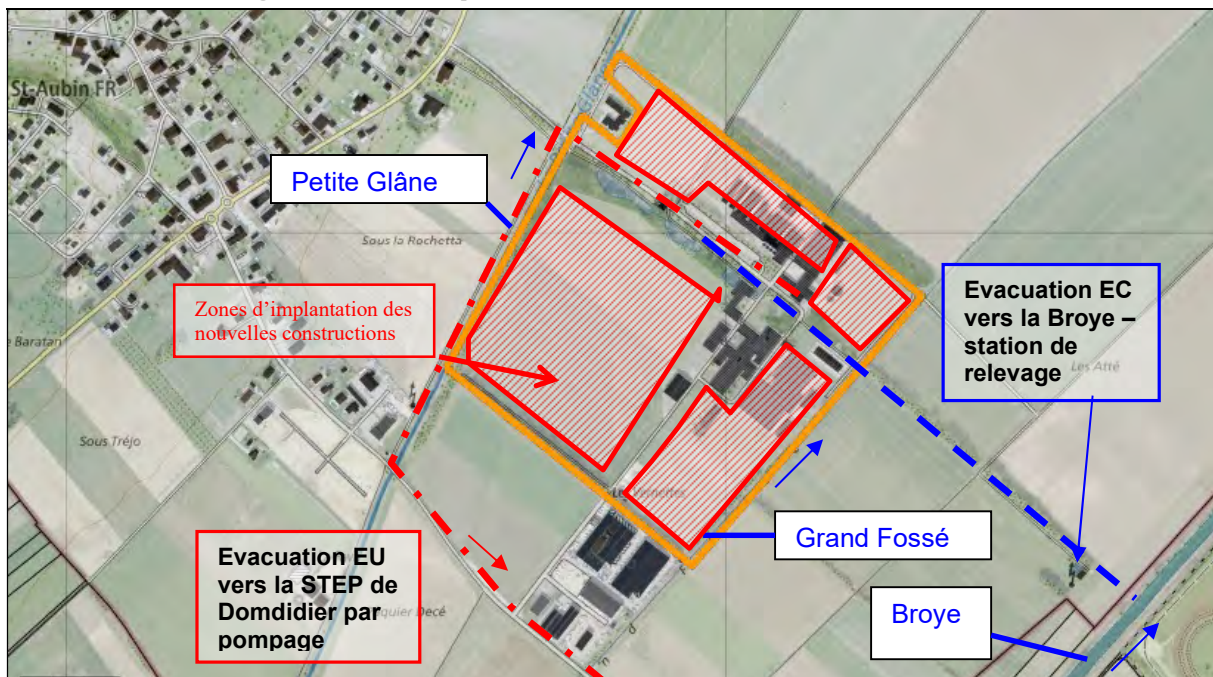 St-Aubin FR
Glâne
Petite Glâne
Sous la Rochetta
Zones d'implantation des
nouvelles constructions
Baratan
Sous Tréjo
Evacuation EC
vers la Broye –
station de
relevage
Les Atté
Evacuation EU
vers la STEP de
Domdidier par
pompage
Decé
Grand Fossé
Broye